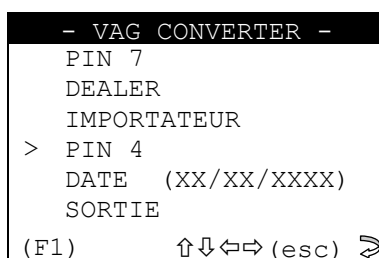 - VAG CONVERTER -
PIN 7
DEALER
IMPORTATEUR
> PIN 4
DATE (XX/XX/XXXX)
SORTIE
(F1) ⇧⇩⇦⇨(esc) ⮌